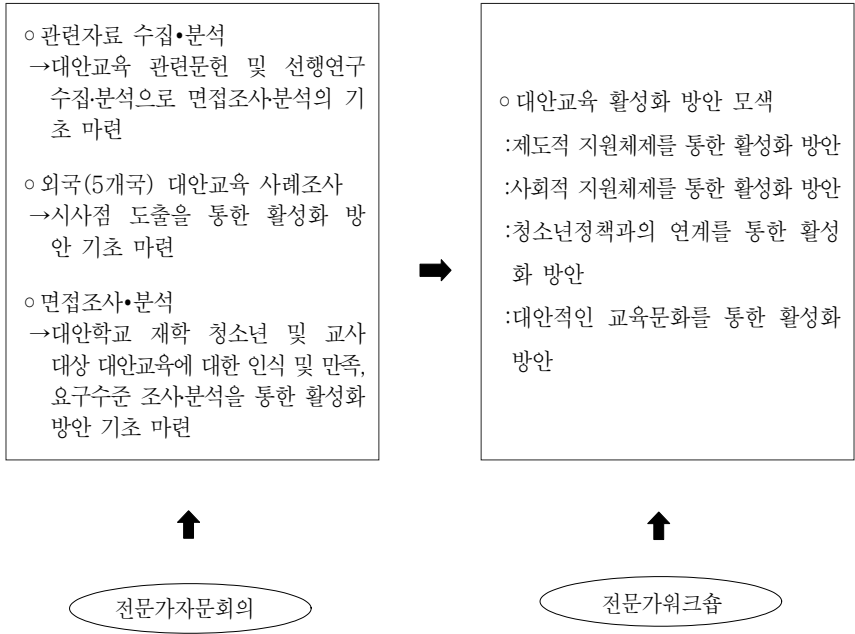 ○관련자료 수집•분석
→대안교육 관련문헌 및 선행연구
수집·분석으로 면접조사·분석의 기
초 마련
○외국(5개국) 대안교육 사례조사
→시사점 도출을 통한 활성화 방
안 기초 마련
○면접조사•분석
→대안학교 재학 청소년 및 교사
대상 대안교육에 대한 인식 및 만족,
요구수준 조사·분석을 통한 활성화
방안 기초 마련
○대안교육 활성화 방안 모색
:제도적 지원체제를 통한 활성화 방안
:사회적 지원체제를 통한 활성화 방안
:청소년정책과의 연계를 통한 활성
화 방안
:대안적인 교육문화를 통한 활성화
방안
전문가자문회의
전문가워크숍